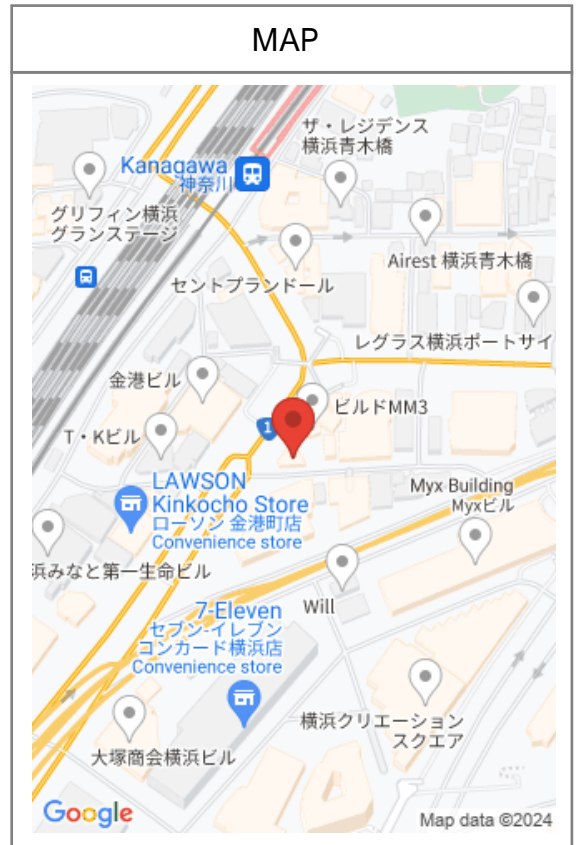 MAP
ザ・レジデンス
横浜青木橋
Kanagawa
神奈川
グリフィン横浜
グランステージ
Airest 横浜青木橋
セントプランドール
レグラス横浜ポートサイ
金港ビル
ビルドMM3
1
T・Kビル
LAWSON
Kinkocho Store
ローソン 金港町店
Convenience store
Myx Building
Myxビル
浜みなと第一生命ビル
7-Eleven
セブン-イレブン
コンカード横浜店
Convenience store
Will
横浜クリエーション
スクエア
大塚商会横浜ビル
Google
Map data ©2024